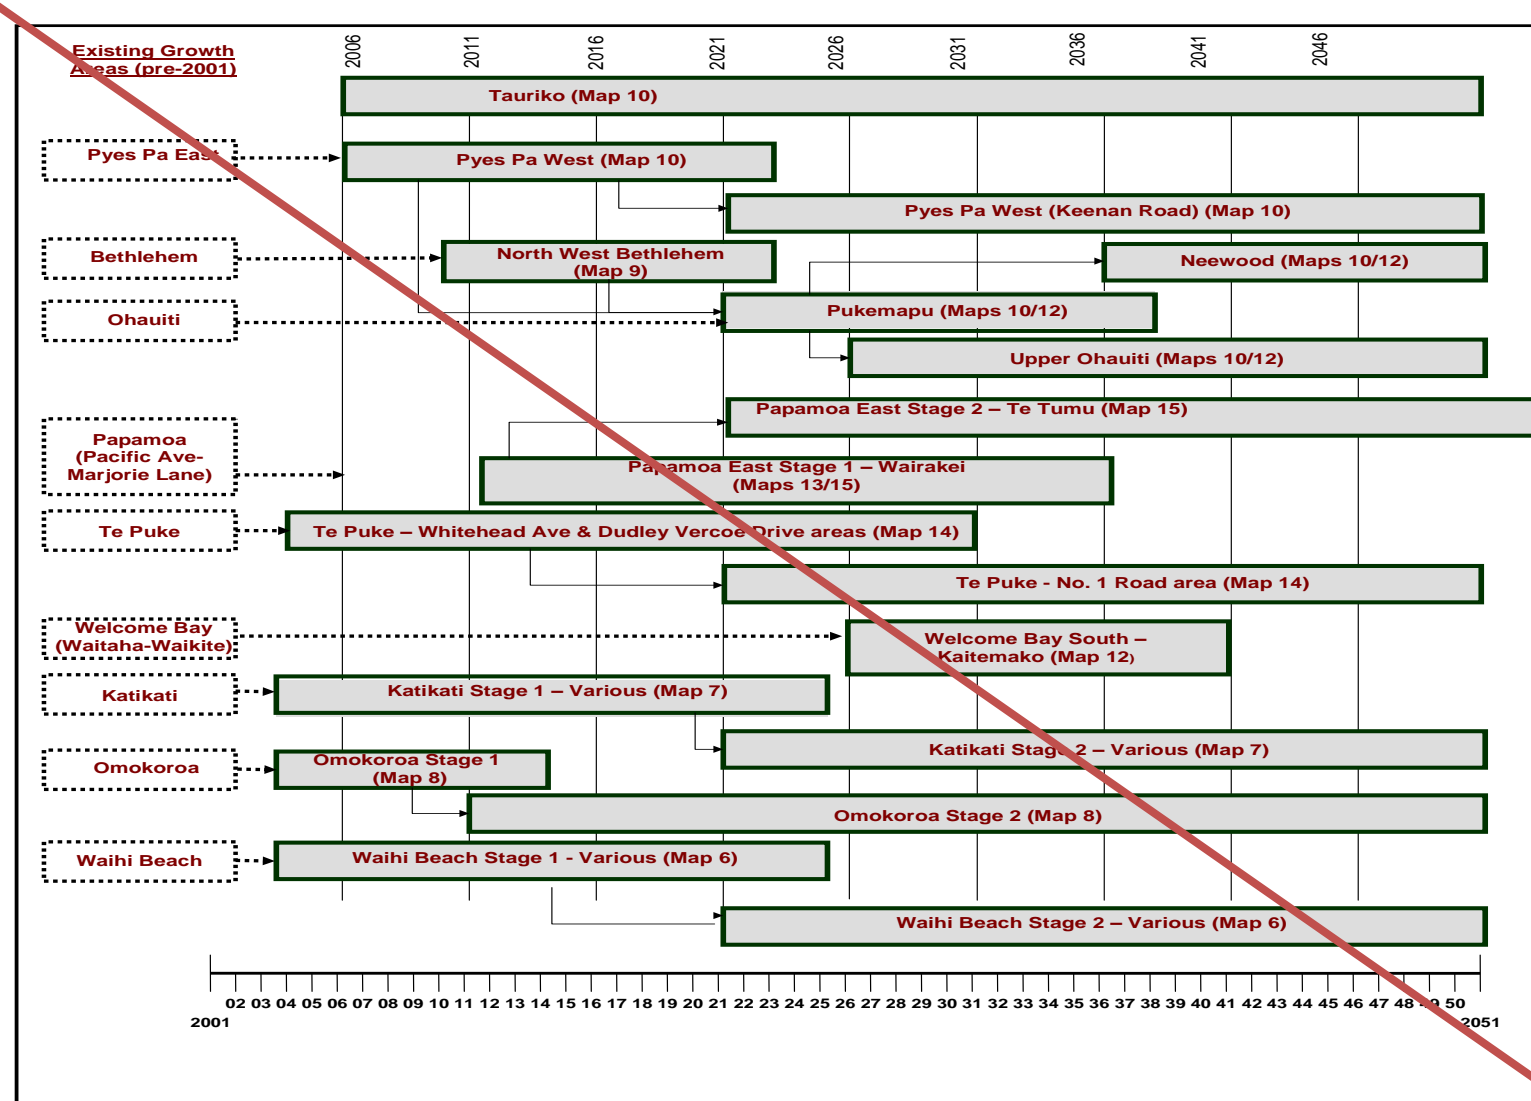 Existing Growth
Areas (pre-2001)
2006
2011
2016
2021
2026
2031
2036
2041
2046
Tauriko (Map 10)
Pyes Pa East
Pyes Pa West (Map 10)
Pyes Pa West (Keenan Road) (Map 10)
Bethlehem
North West Bethlehem
(Map 9)
Neewood (Maps 10/12)
Ohauiti
Pukemapu (Maps 10/12)
Upper Ohauiti (Maps 10/12)
Papamoa East Stage 2 – Te Tumu (Map 15)
Papamoa
(Pacific Ave-
Marjorie Lane)
Papamoa East Stage 1 – Wairakei
(Maps 13/15)
Te Puke
Te Puke – Whitehead Ave & Dudley Vercoe Drive areas (Map 14)
Te Puke - No. 1 Road area (Map 14)
Welcome Bay
(Waitaha-Waikite)
Welcome Bay South –
Kaitemako (Map 12)
Katikati
Katikati Stage 1 – Various (Map 7)
Katikati Stage 2 – Various (Map 7)
Omokoroa
Omokoroa Stage 1
(Map 8)
Omokoroa Stage 2 (Map 8)
Waihi Beach
Waihi Beach Stage 1 - Various (Map 6)
Waihi Beach Stage 2 – Various (Map 6)
02 03 04 05 06 07 08 09 10 11 12 13 14 15 16 17 18 19 20 21 22 23 24 25 26 27 28 29 30 31 32 33 34 35 36 37 38 39 40 41 42 43 44 45 46 47 48 49 50
2001
2051